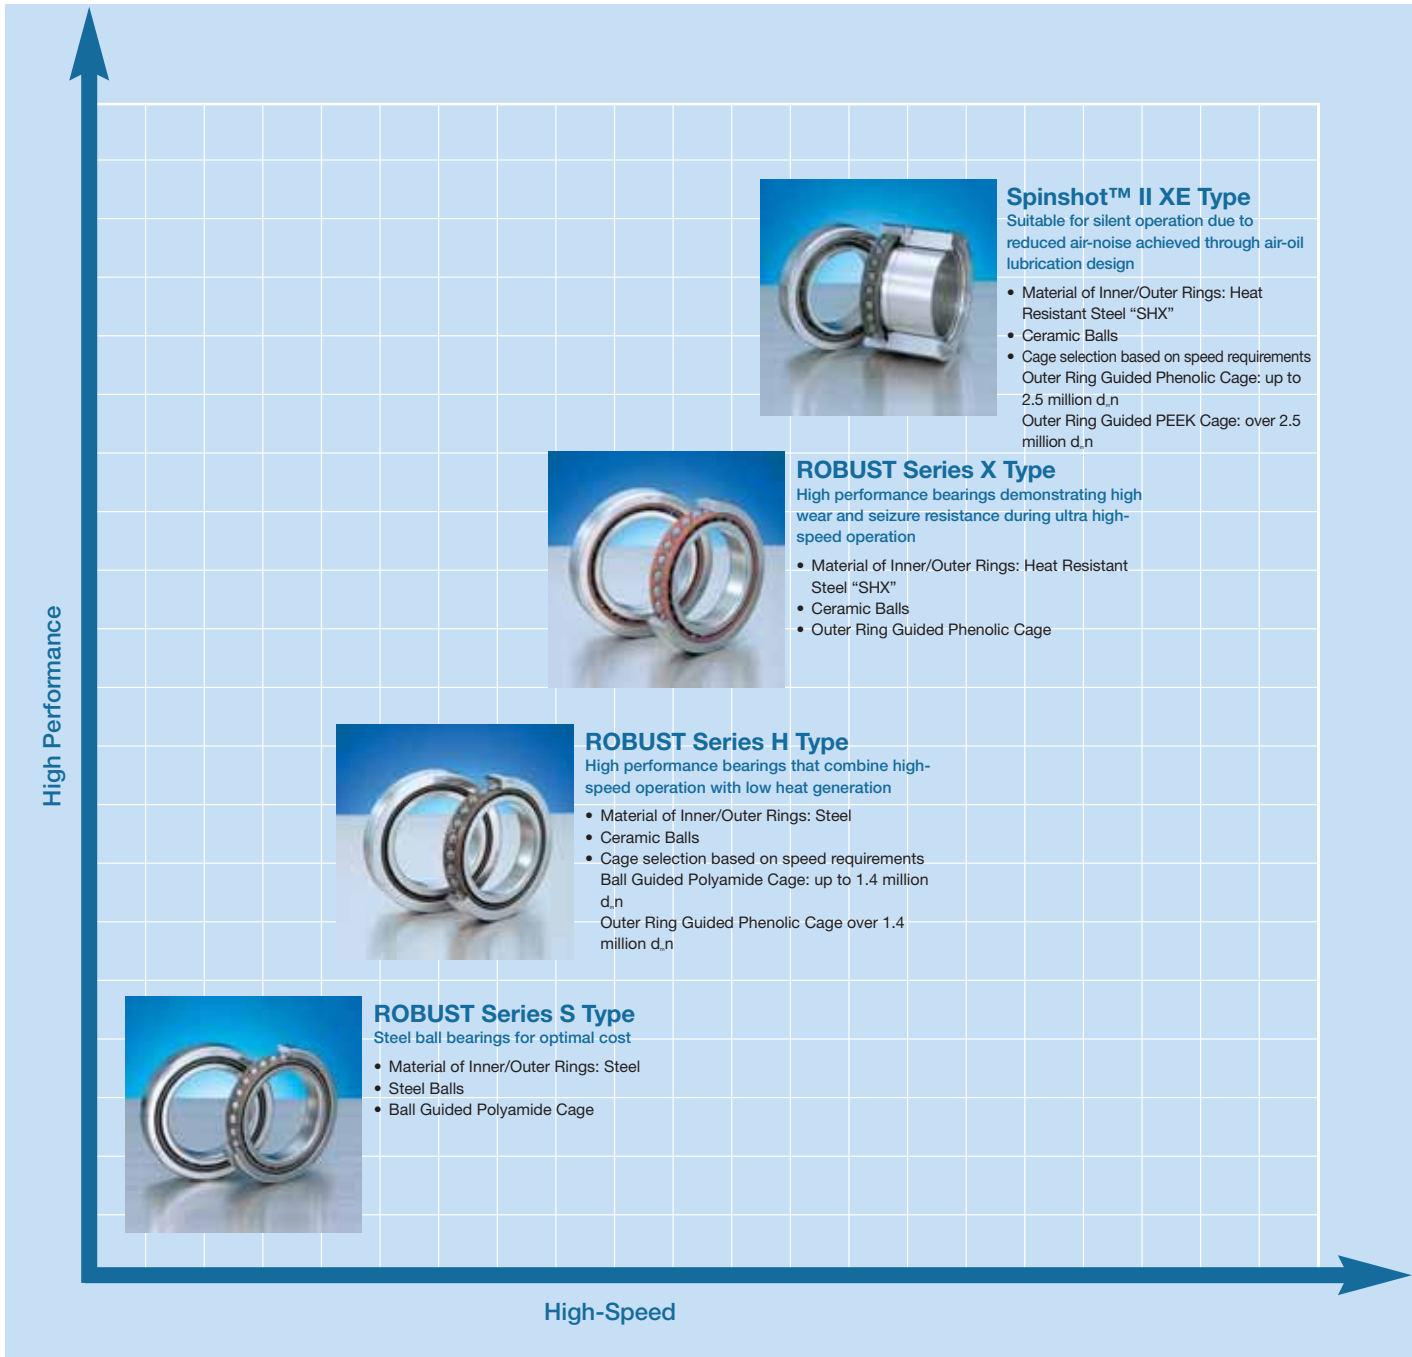 Spinshot™ II XE Type
Suitable for silent operation due to
reduced air-noise achieved through air-oil
lubrication design
• Material of Inner/Outer Rings: Heat
Resistant Steel “SHX”
• Ceramic Balls
• Cage selection based on speed requirements
Outer Ring Guided Phenolic Cage: up to
2.5 million dₘn
Outer Ring Guided PEEK Cage: over 2.5
million dₘn
ROBUST Series X Type
High performance bearings demonstrating high
wear and seizure resistance during ultra high-
speed operation
• Material of Inner/Outer Rings: Heat Resistant
Steel “SHX”
• Ceramic Balls
• Outer Ring Guided Phenolic Cage
High Performance
ROBUST Series H Type
High performance bearings that combine high-
speed operation with low heat generation
• Material of Inner/Outer Rings: Steel
• Ceramic Balls
• Cage selection based on speed requirements
Ball Guided Polyamide Cage: up to 1.4 million
dₘn
Outer Ring Guided Phenolic Cage over 1.4
million dₘn
ROBUST Series S Type
Steel ball bearings for optimal cost
• Material of Inner/Outer Rings: Steel
• Steel Balls
• Ball Guided Polyamide Cage
High-Speed